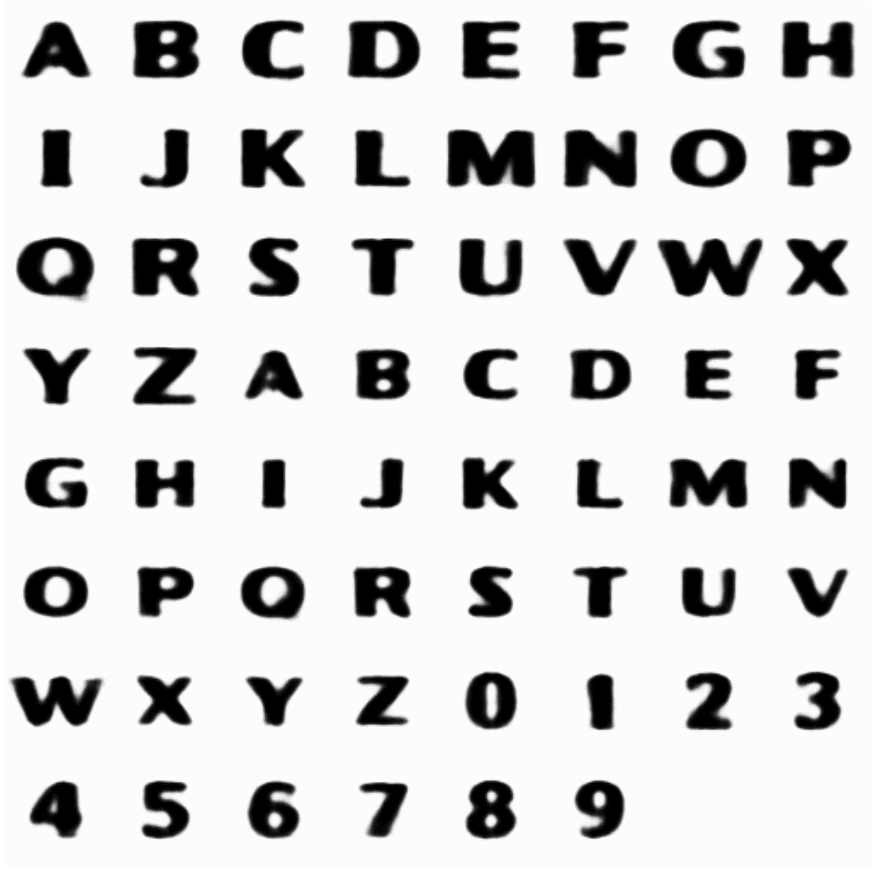 A B C D E F G H
I J K L M N O P
Q R S T U V W X
Y Z A B C D E F
G H I J K L M N
O P Q R S T U V
W X Y Z 0 1 2 3
4 5 6 7 8 9